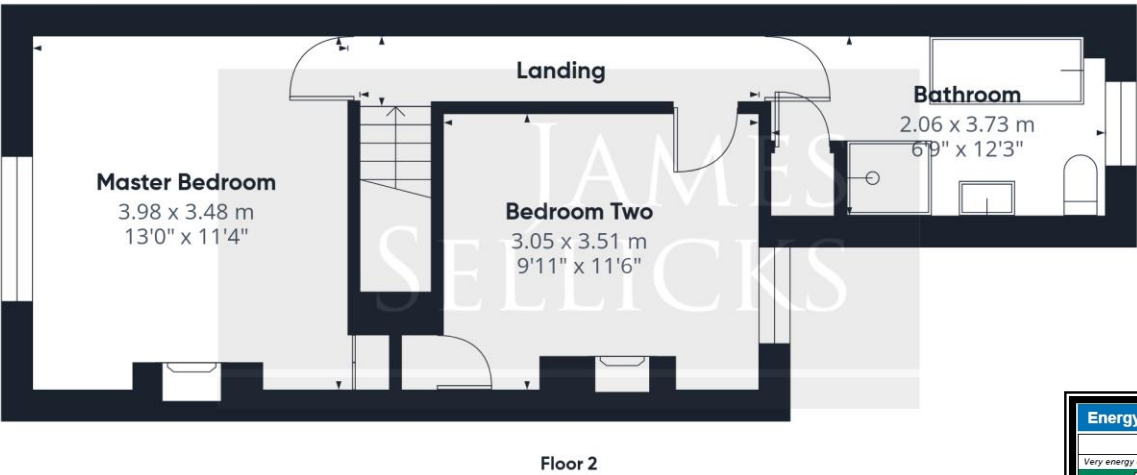 Landing
Bathroom
2.06 x 3.73 m
6'9" x 12'3"
Master Bedroom
3.98 x 3.48 m
13'0" x 11'4"
Bedroom Two
3.05 x 3.51 m
9'11" x 11'6"
JAMES
SELLICKS
Floor 2
Energy
Very energy